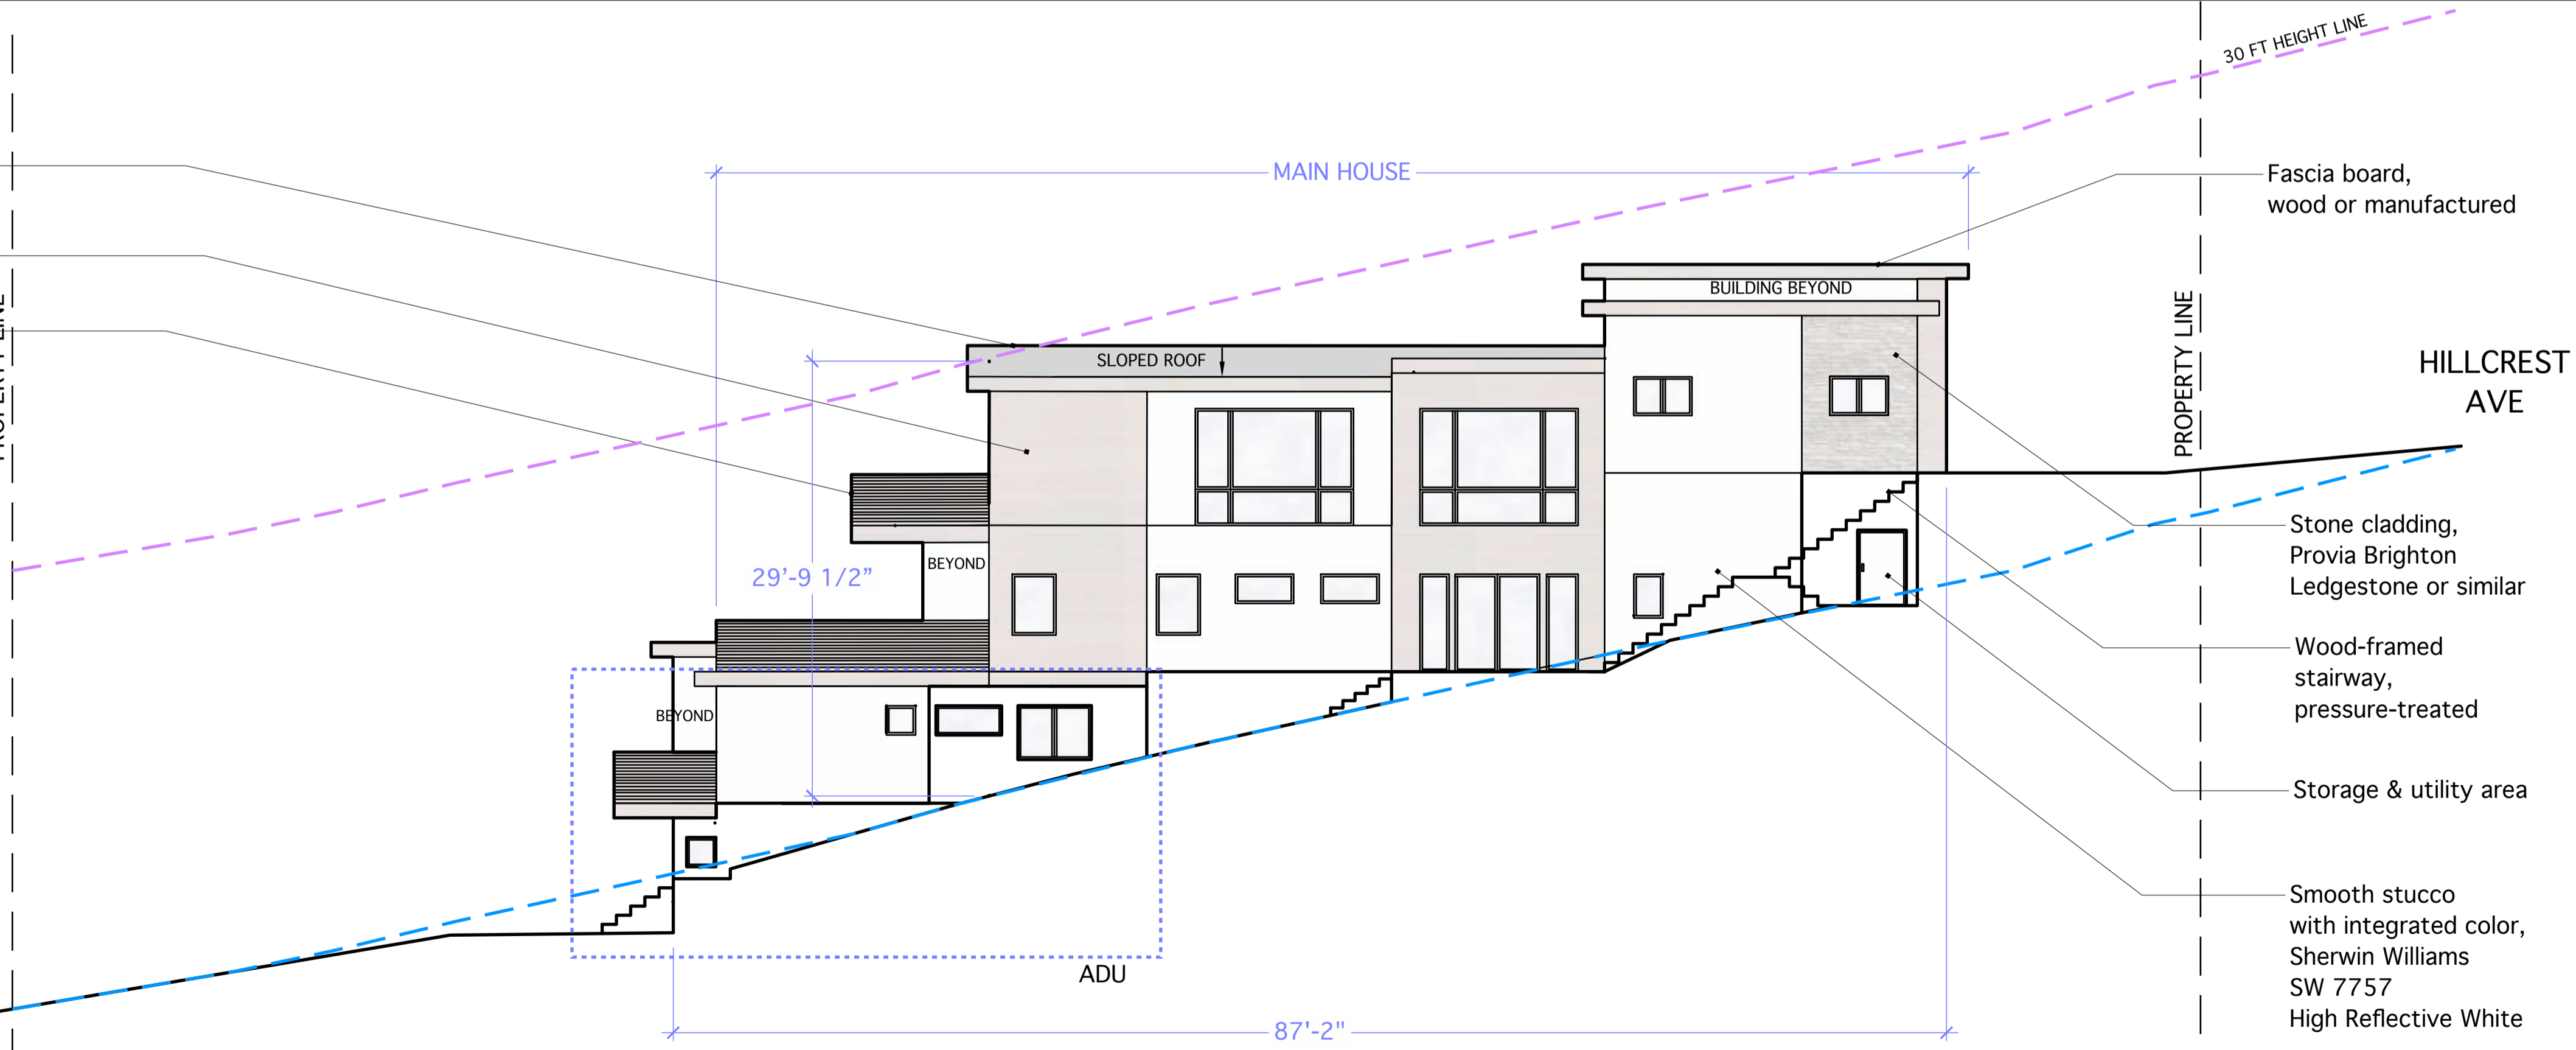 30 FT HEIGHT LINE
MAIN HOUSE
Fascia board,
wood or manufactured
BUILDING BEYOND
PROPERTY LINE
PROPERTY LINE
SLOPED ROOF
HILLCREST
AVE
29'-9 1/2”
BEYOND
Stone cladding,
Provia Brighton
Ledgestone or similar
Wood-framed
stairway,
pressure-treated
BEYOND
Storage & utility area
Smooth stucco
with integrated color,
Sherwin Williams
SW 7757
High Reflective White
ADU
87'-2"